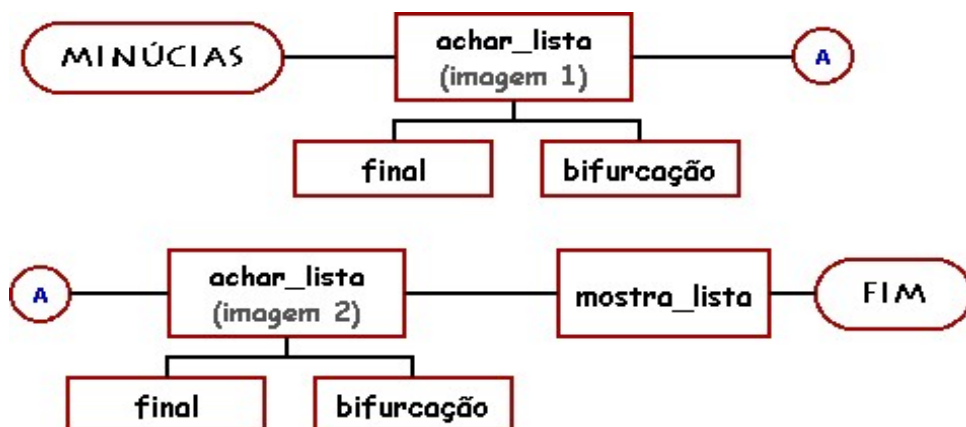 MINÚCIAS
achar_lista
(imagem 1)
A
final
bifurcação
A
achar_lista
(imagem 2)
mostra_lista
FIM
final
bifurcação